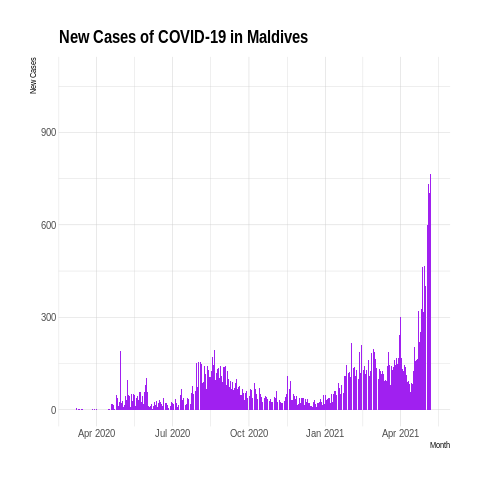 New Cases of COVID-19 in Maldives
New Cases
900
600
300
0
Apr 2020 Jul 2020 Oct 2020 Jan 2021 Apr 2021
Month